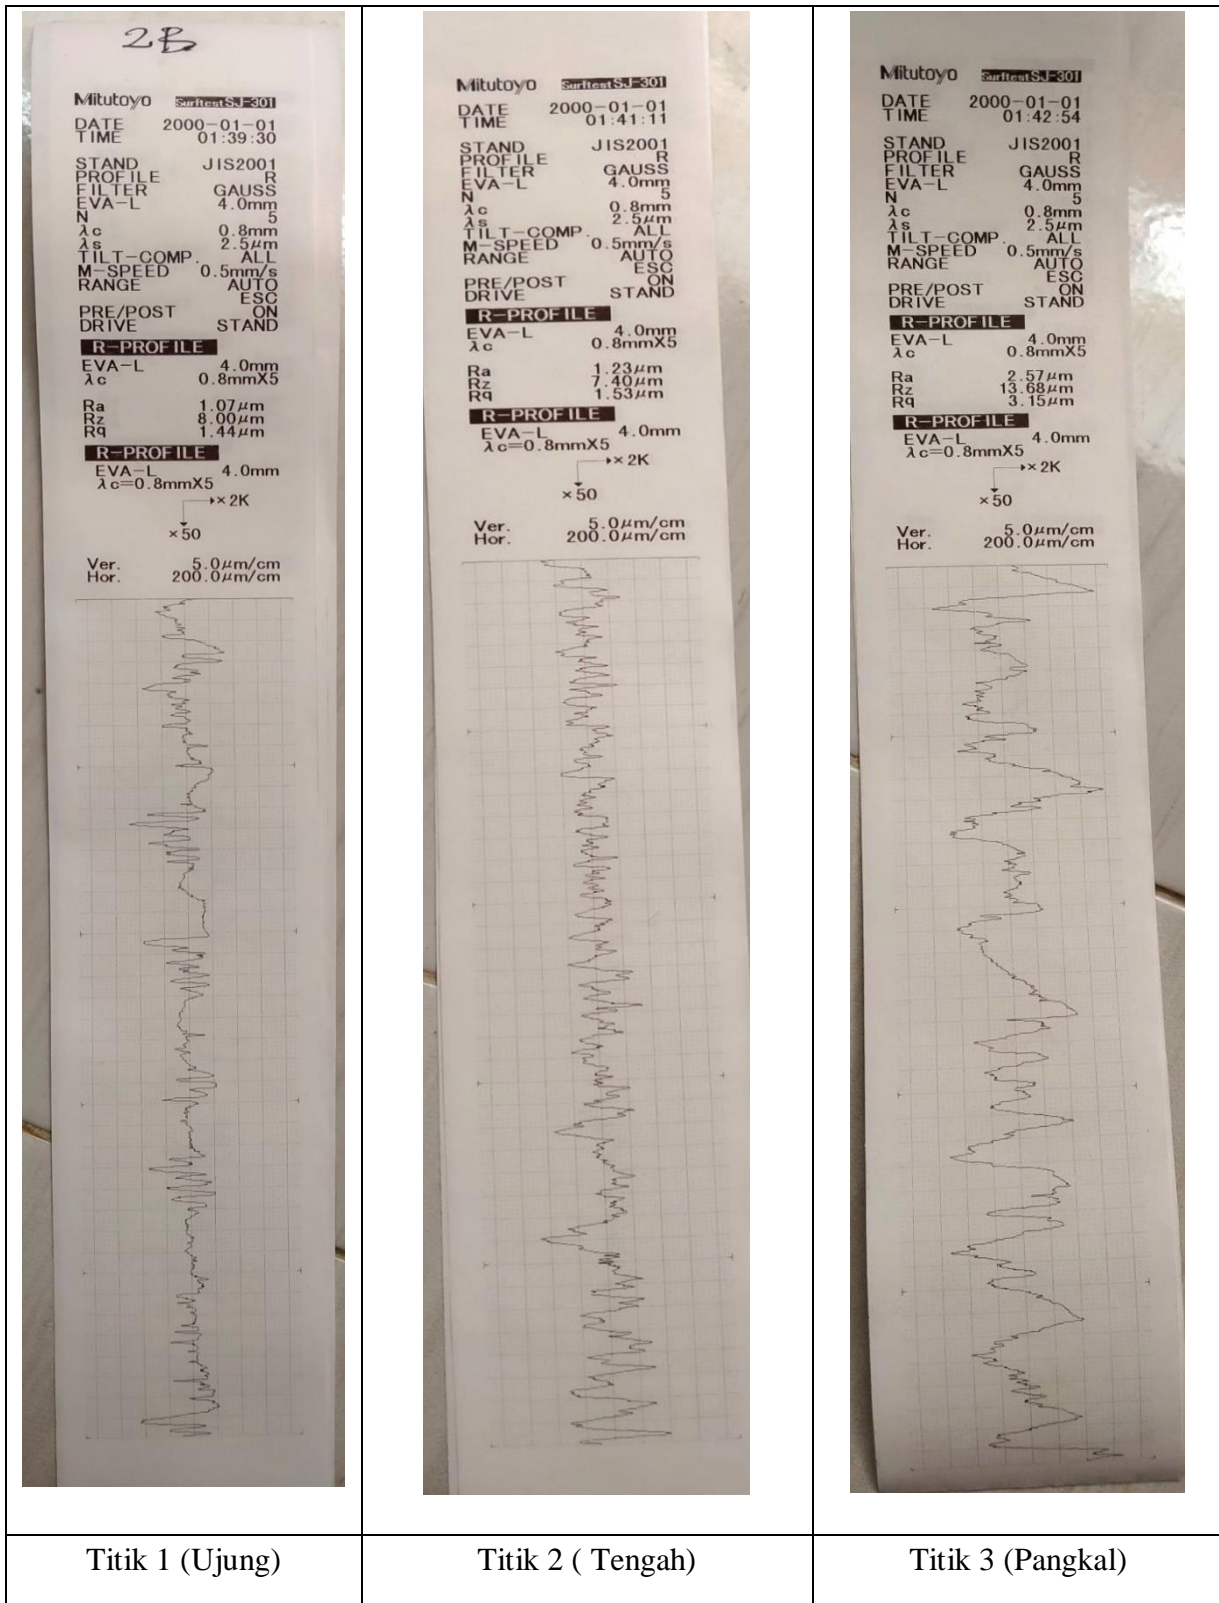 2B
Mitutoyo SurftestSJ-301
DATE 2000-01-01
TIME 01:39:30
STAND JIS2001
PROFILE R
FILTER GAUSS
EVA-L 4.0mm
N 5
λc 0.8mm
λs 2.5μm
TILT-COMP. ALL
M-SPEED 0.5mm/s
RANGE AUTO
ESC
PRE/POST ON
DRIVE STAND
R-PROFILE
EVA-L 4.0mm
λc 0.8mmX5
Ra 1.07μm
Rz 8.00μm
Rq 1.44μm
R-PROFILE
EVA-L 4.0mm
λc=0.8mmX5
×2K
×50
Ver. 5.0μm/cm
Hor. 200.0μm/cm
Titik 1 (Ujung)
Mitutoyo SurftestSJ-301
DATE 2000-01-01
TIME 01:41:11
STAND JIS2001
PROFILE R
FILTER GAUSS
EVA-L 4.0mm
N 5
λc 0.8mm
λs 2.5μm
TILT-COMP. ALL
M-SPEED 0.5mm/s
RANGE AUTO
ESC
PRE/POST ON
DRIVE STAND
R-PROFILE
EVA-L 4.0mm
λc 0.8mmX5
Ra 1.23μm
Rz 7.40μm
Rq 1.53μm
R-PROFILE
EVA-L 4.0mm
λc=0.8mmX5
×2K
×50
Ver. 5.0μm/cm
Hor. 200.0μm/cm
Titik 2 ( Tengah)
Mitutoyo SurftestSJ-301
DATE 2000-01-01
TIME 01:42:54
STAND JIS2001
PROFILE R
FILTER GAUSS
EVA-L 4.0mm
N 5
λc 0.8mm
λs 2.5μm
TILT-COMP. ALL
M-SPEED 0.5mm/s
RANGE AUTO
ESC
PRE/POST ON
DRIVE STAND
R-PROFILE
EVA-L 4.0mm
λc 0.8mmX5
Ra 2.57μm
Rz 13.68μm
Rq 3.15μm
R-PROFILE
EVA-L 4.0mm
λc=0.8mmX5
×2K
×50
Ver. 5.0μm/cm
Hor. 200.0μm/cm
Titik 3 (Pangkal)